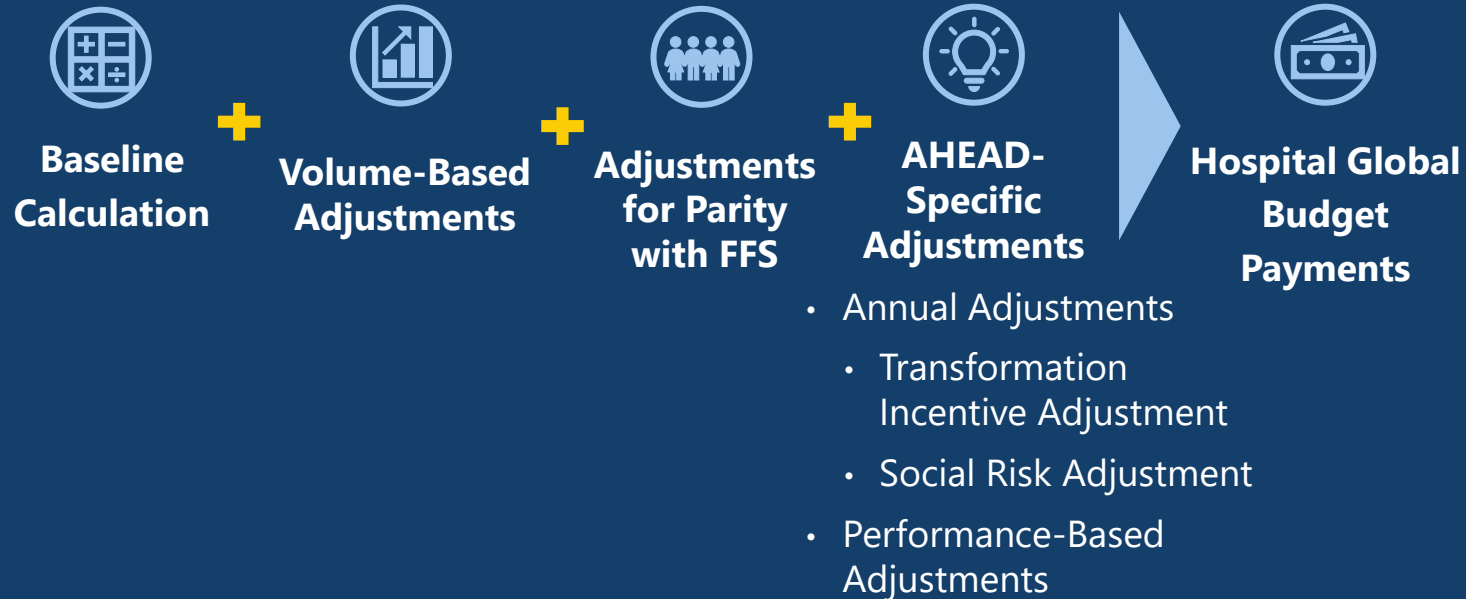 Baseline
Calculation
Volume-Based
Adjustments
Adjustments
for Parity
with FFS
AHEAD-
Specific
Adjustments
• Annual Adjustments
• Transformation
Incentive Adjustment
• Social Risk Adjustment
• Performance-Based
Adjustments
Hospital Global
Budget
Payments